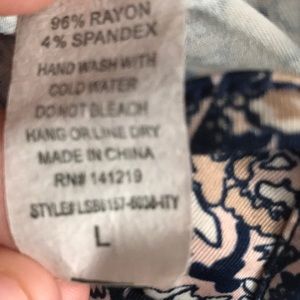 96% RAYON
4% SPANDEX
HAND WASH WITH
COLD WATER
DO NOT BLEACH
HANG OR LINE DRY
MADE IN CHINA
RN# 141219
L